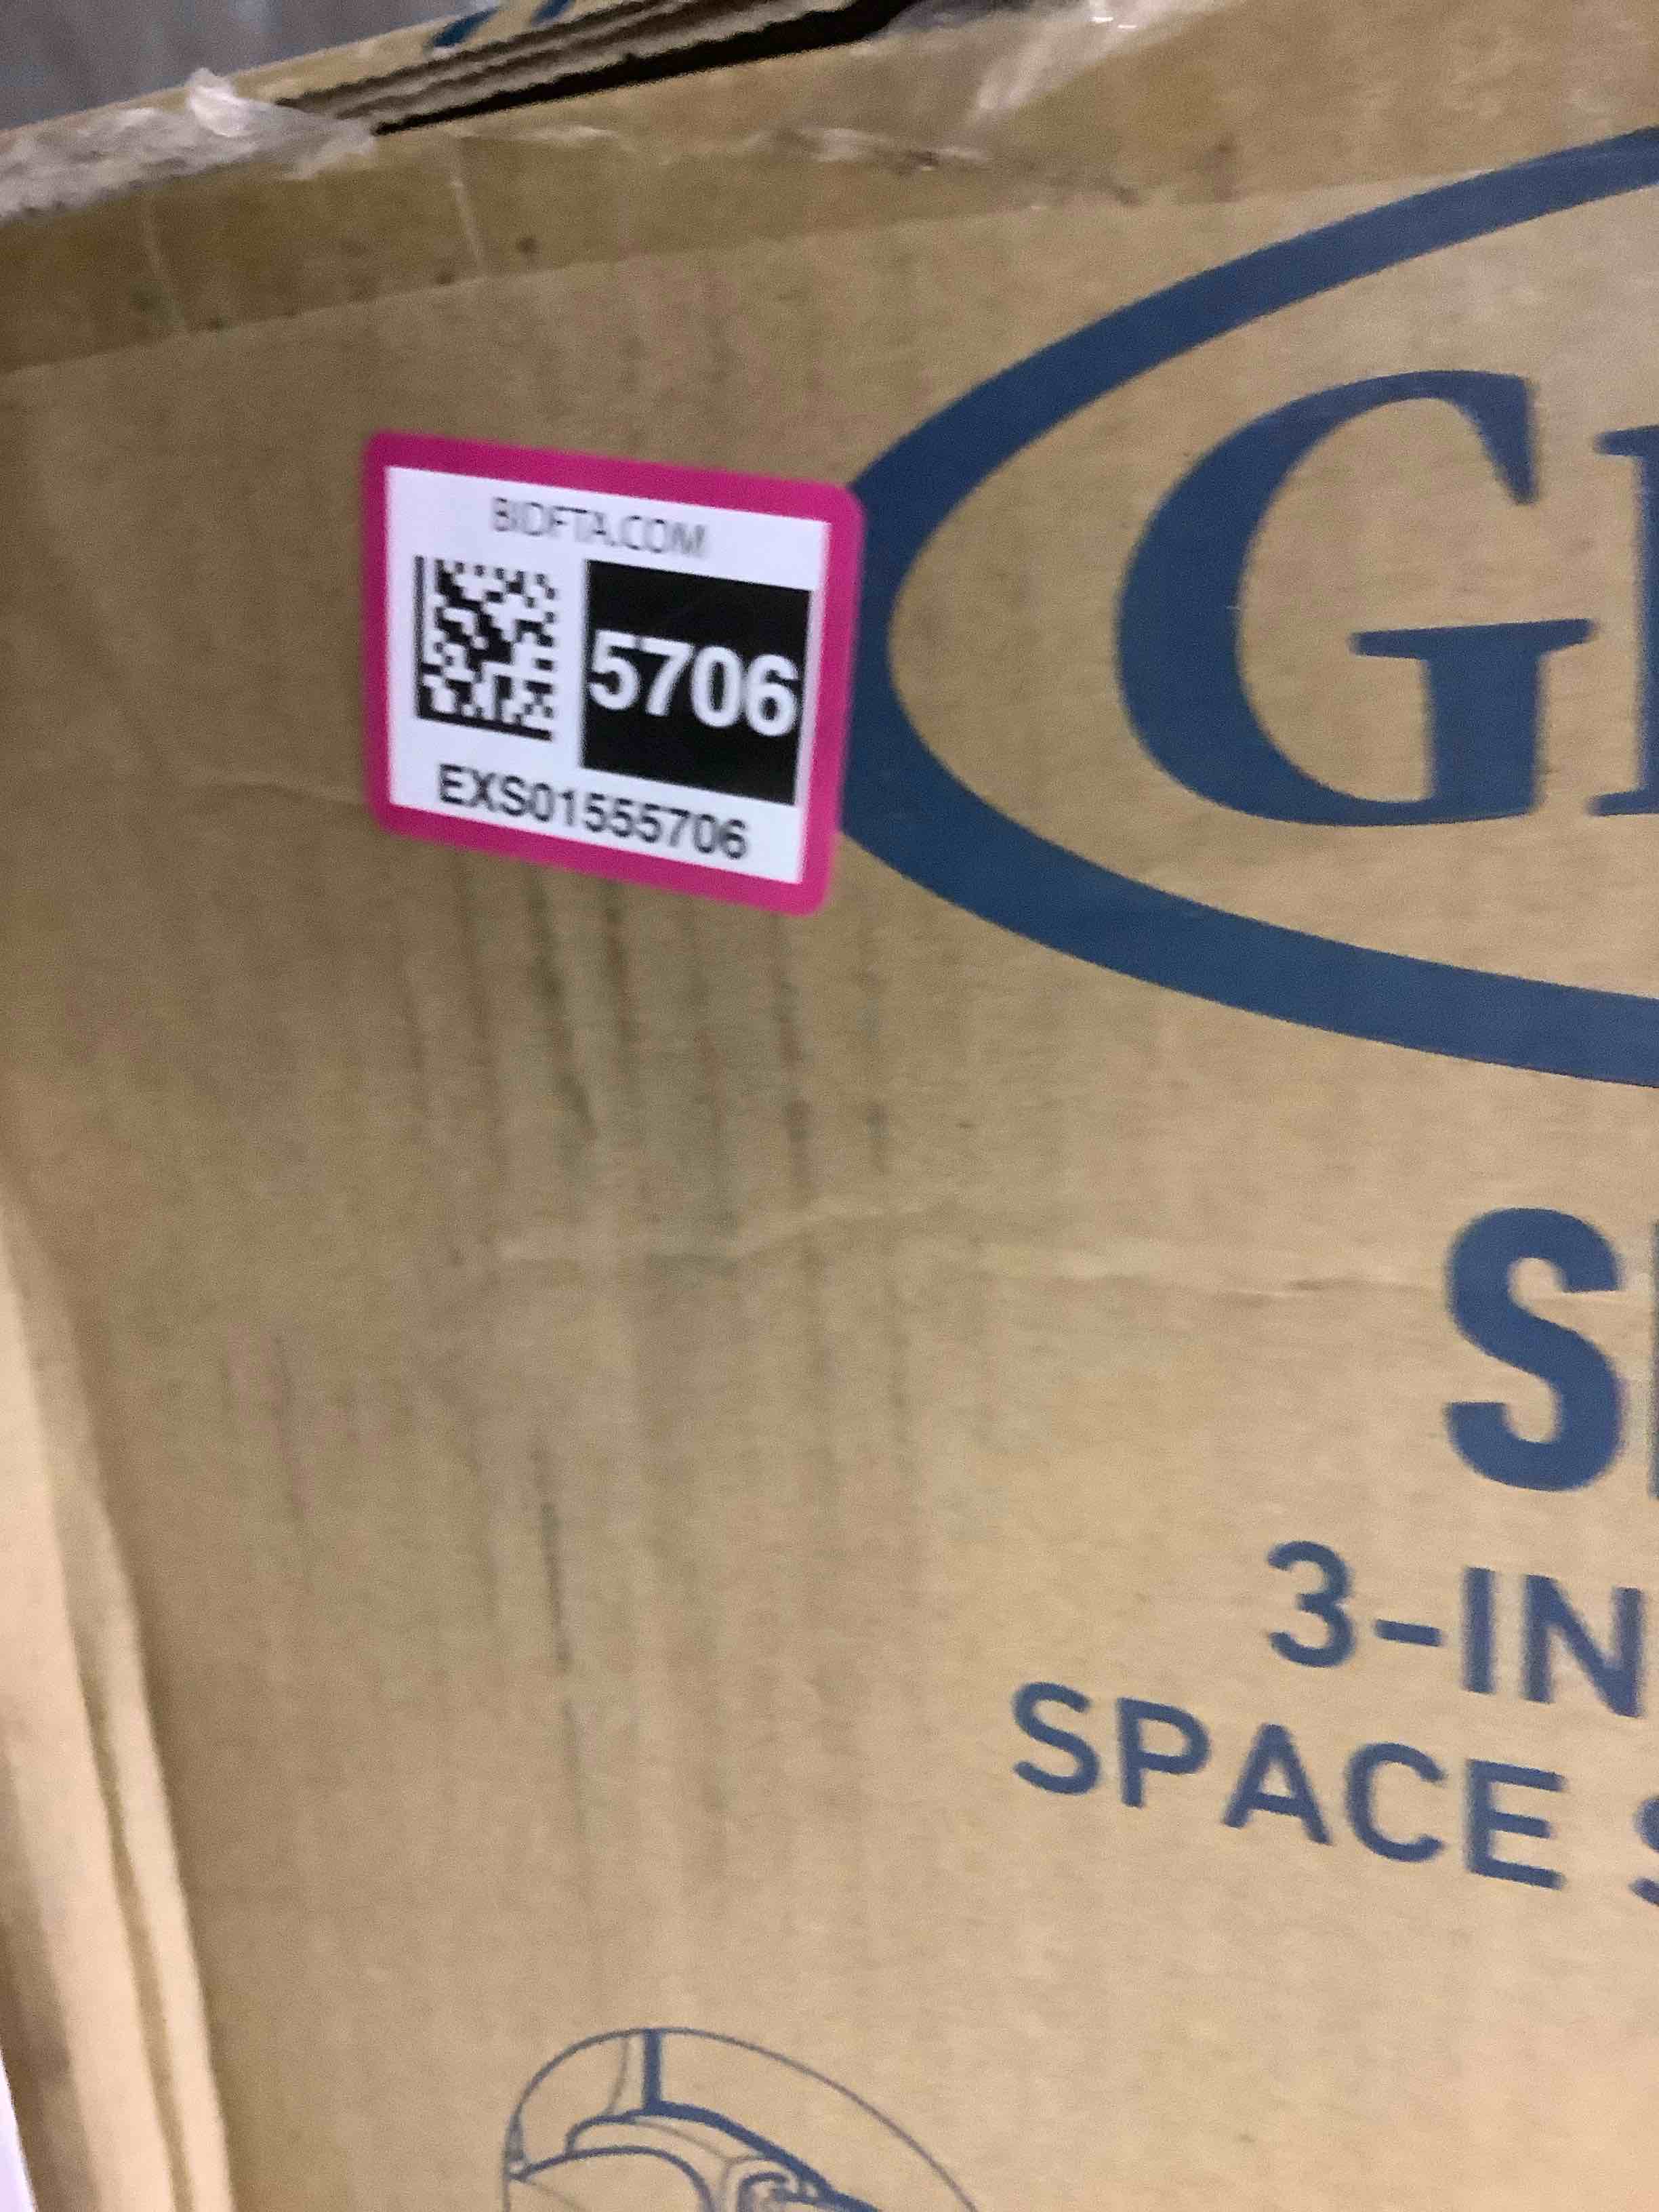 BIDFTA.COM
5706
EXS01555706
G
S
3-IN
SPACE S